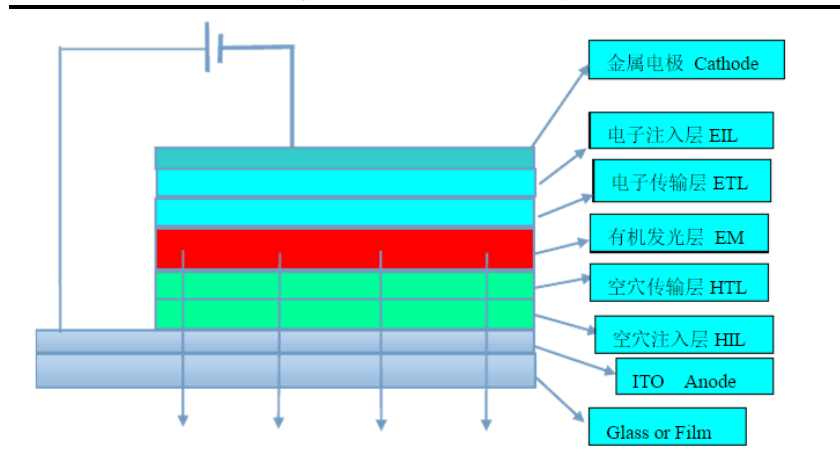 金属电极 Cathode
电子注入层 EIL
电子传输层 ETL
有机发光层 EM
空穴传输层 HTL
空穴注入层 HIL
ITO Anode
Glass or Film